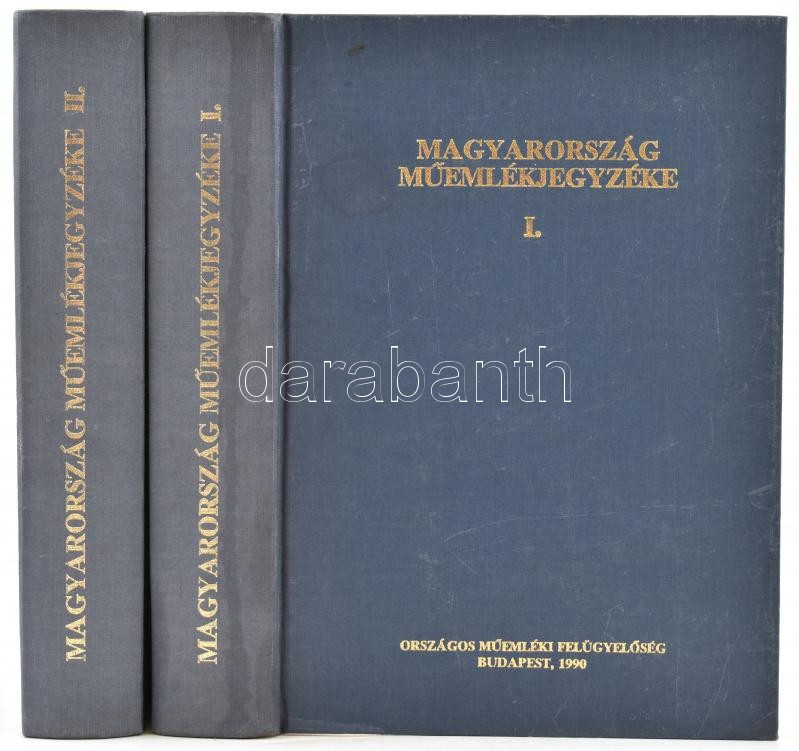 MAGYARORSZÁG MŰEMLÉKJEGYZÉKE II.
MAGYARORSZÁG MŰEMLÉKJEGYZÉKE I.
MAGYARORSZÁG
MŰEMLÉKJEGYZÉKE
I.
darabanth
ORSZÁGOS MŰEMLÉKI FELÜGYELŐSÉG
BUDAPEST, 1990